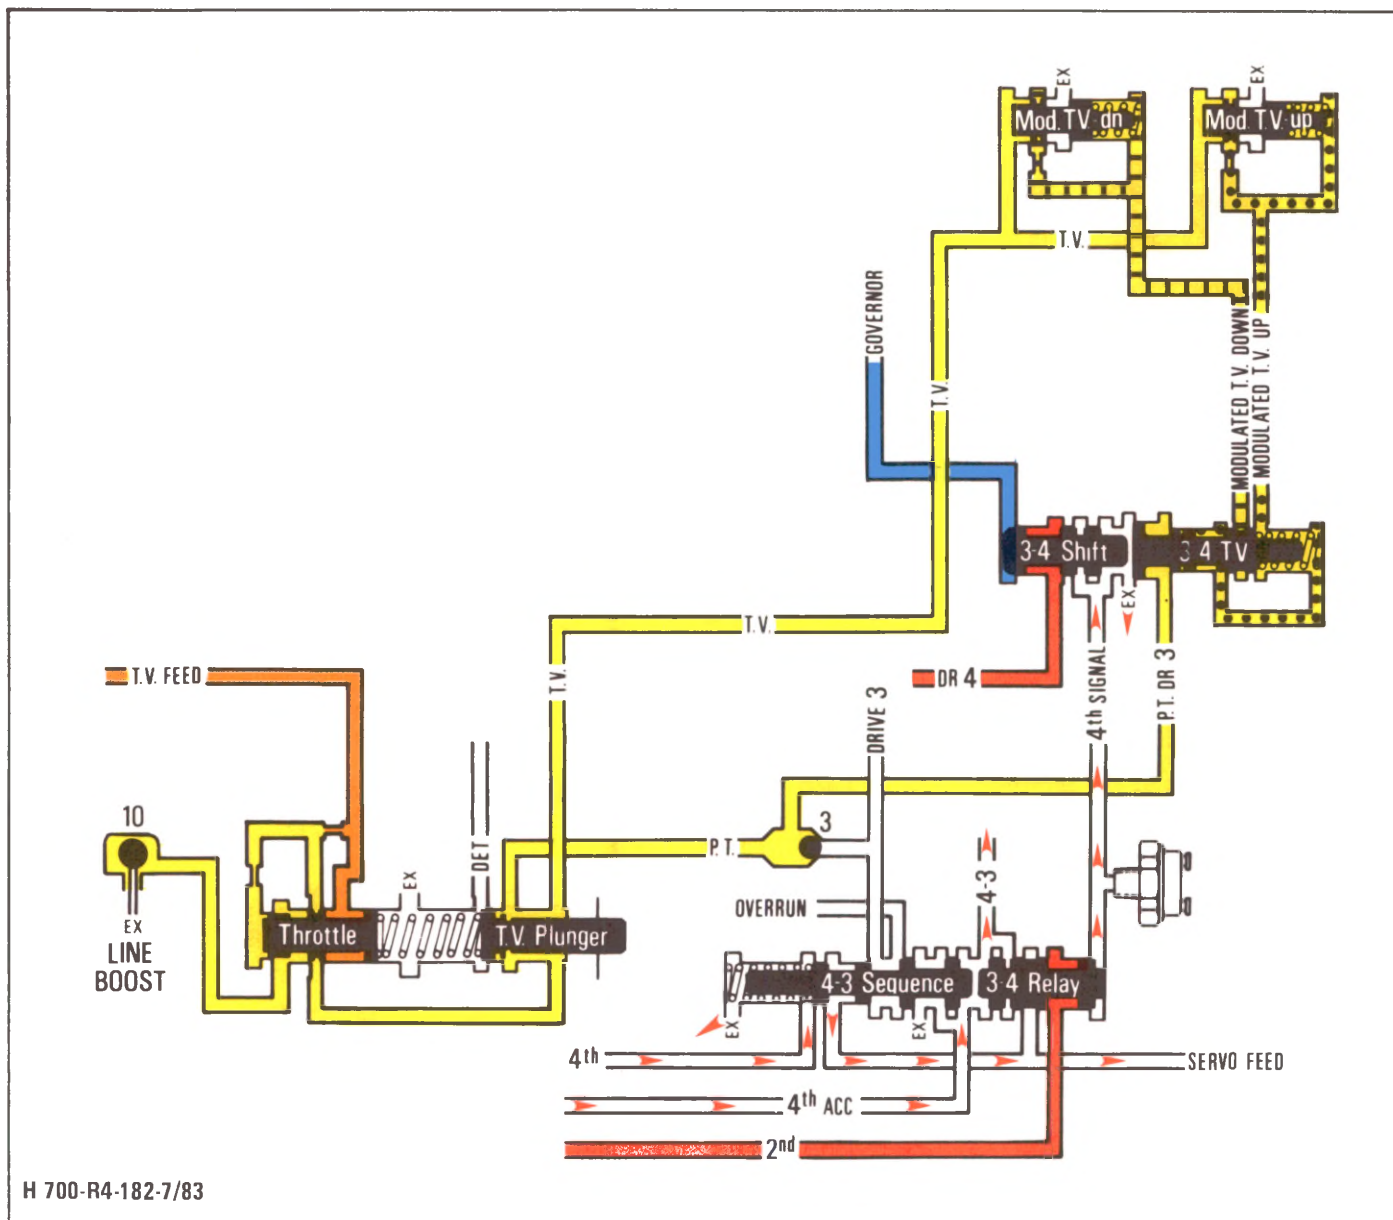 EX
EX
Mod. T.V. dn
Mod. T.V. up
T.V.
GOVERNOR
MODULATED T.V. DOWN
MODULATED T.V. UP
T.V.
3-4 Shift
3 4 TV
EX
T.V.
T.V. FEED
T.V.
DR 4
DRIVE 3
4th SIGNAL
P.T. DR 3
10
3
P.T.
DET
EX
4-3
OVERRUN
EX
LINE
BOOST
Throttle
T.V. Plunger
4-3 Sequence
3-4 Relay
EX
EX
4th
SERVO FEED
4th ACC
2nd
H 700-R4-182-7/83